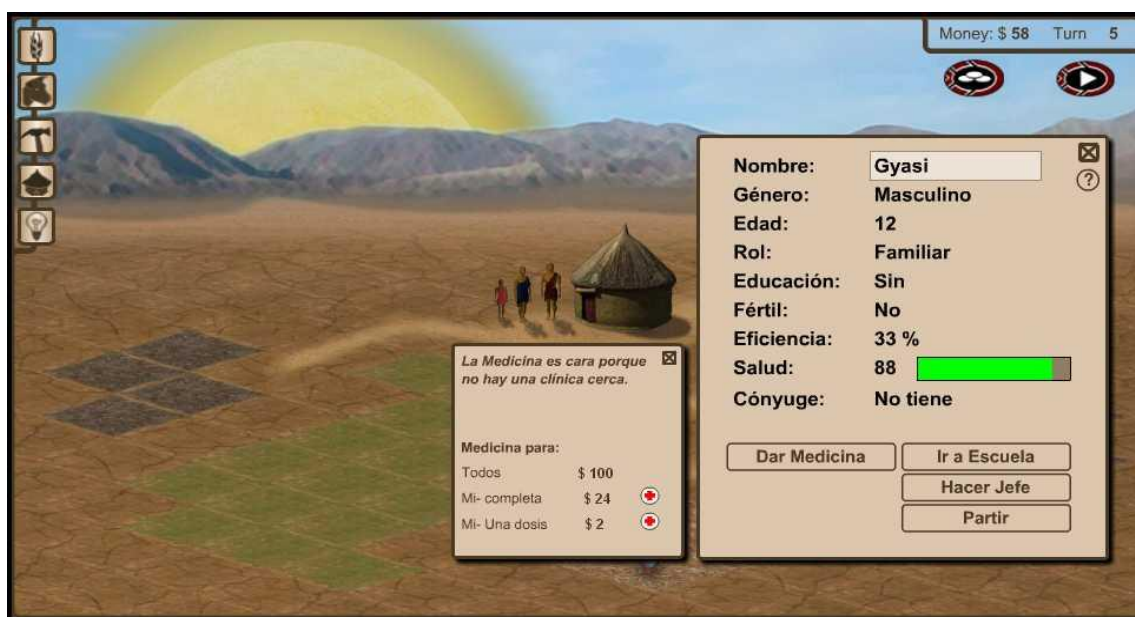 Money: $ 58 Turn 5
Nombre: Gyasi
?
Género: Masculino
Edad: 12
Rol: Familiar
Educación: Sin
Fértil: No
Eficiencia: 33 %
Salud: 88
Cónyuge: No tiene
Dar Medicina
Ir a Escuela
Hacer Jefe
Partir
La Medicina es cara porque
no hay una clínica cerca.
Medicina para:
Todos $ 100
Mi- completa $ 24
Mi- Una dosis $ 2